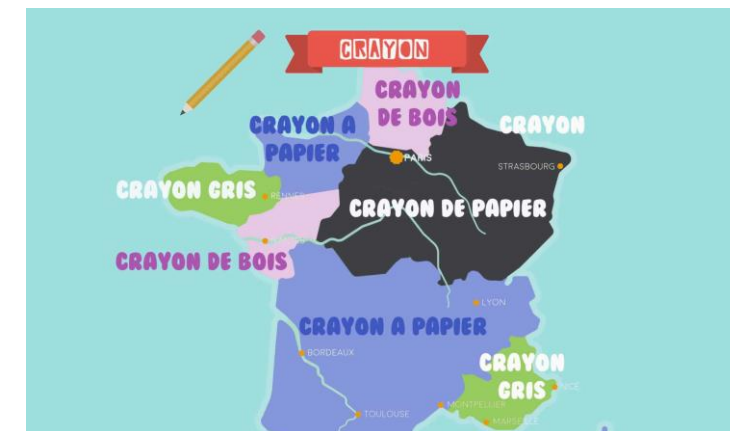 CRAYON
CRAYON
DE BOIS
CRAYON A
PAPIER
CRAYON
PARIS
STRASBOURG
CRAYON GRIS
RENNES
CRAYON DE PAPIER
CRAYON DE BOIS
LYON
CRAYON A PAPIER
BORDEAUX
CRAYON
GRIS
NICE
MONTPELLIER
TOULOUSE
MARSEILLE